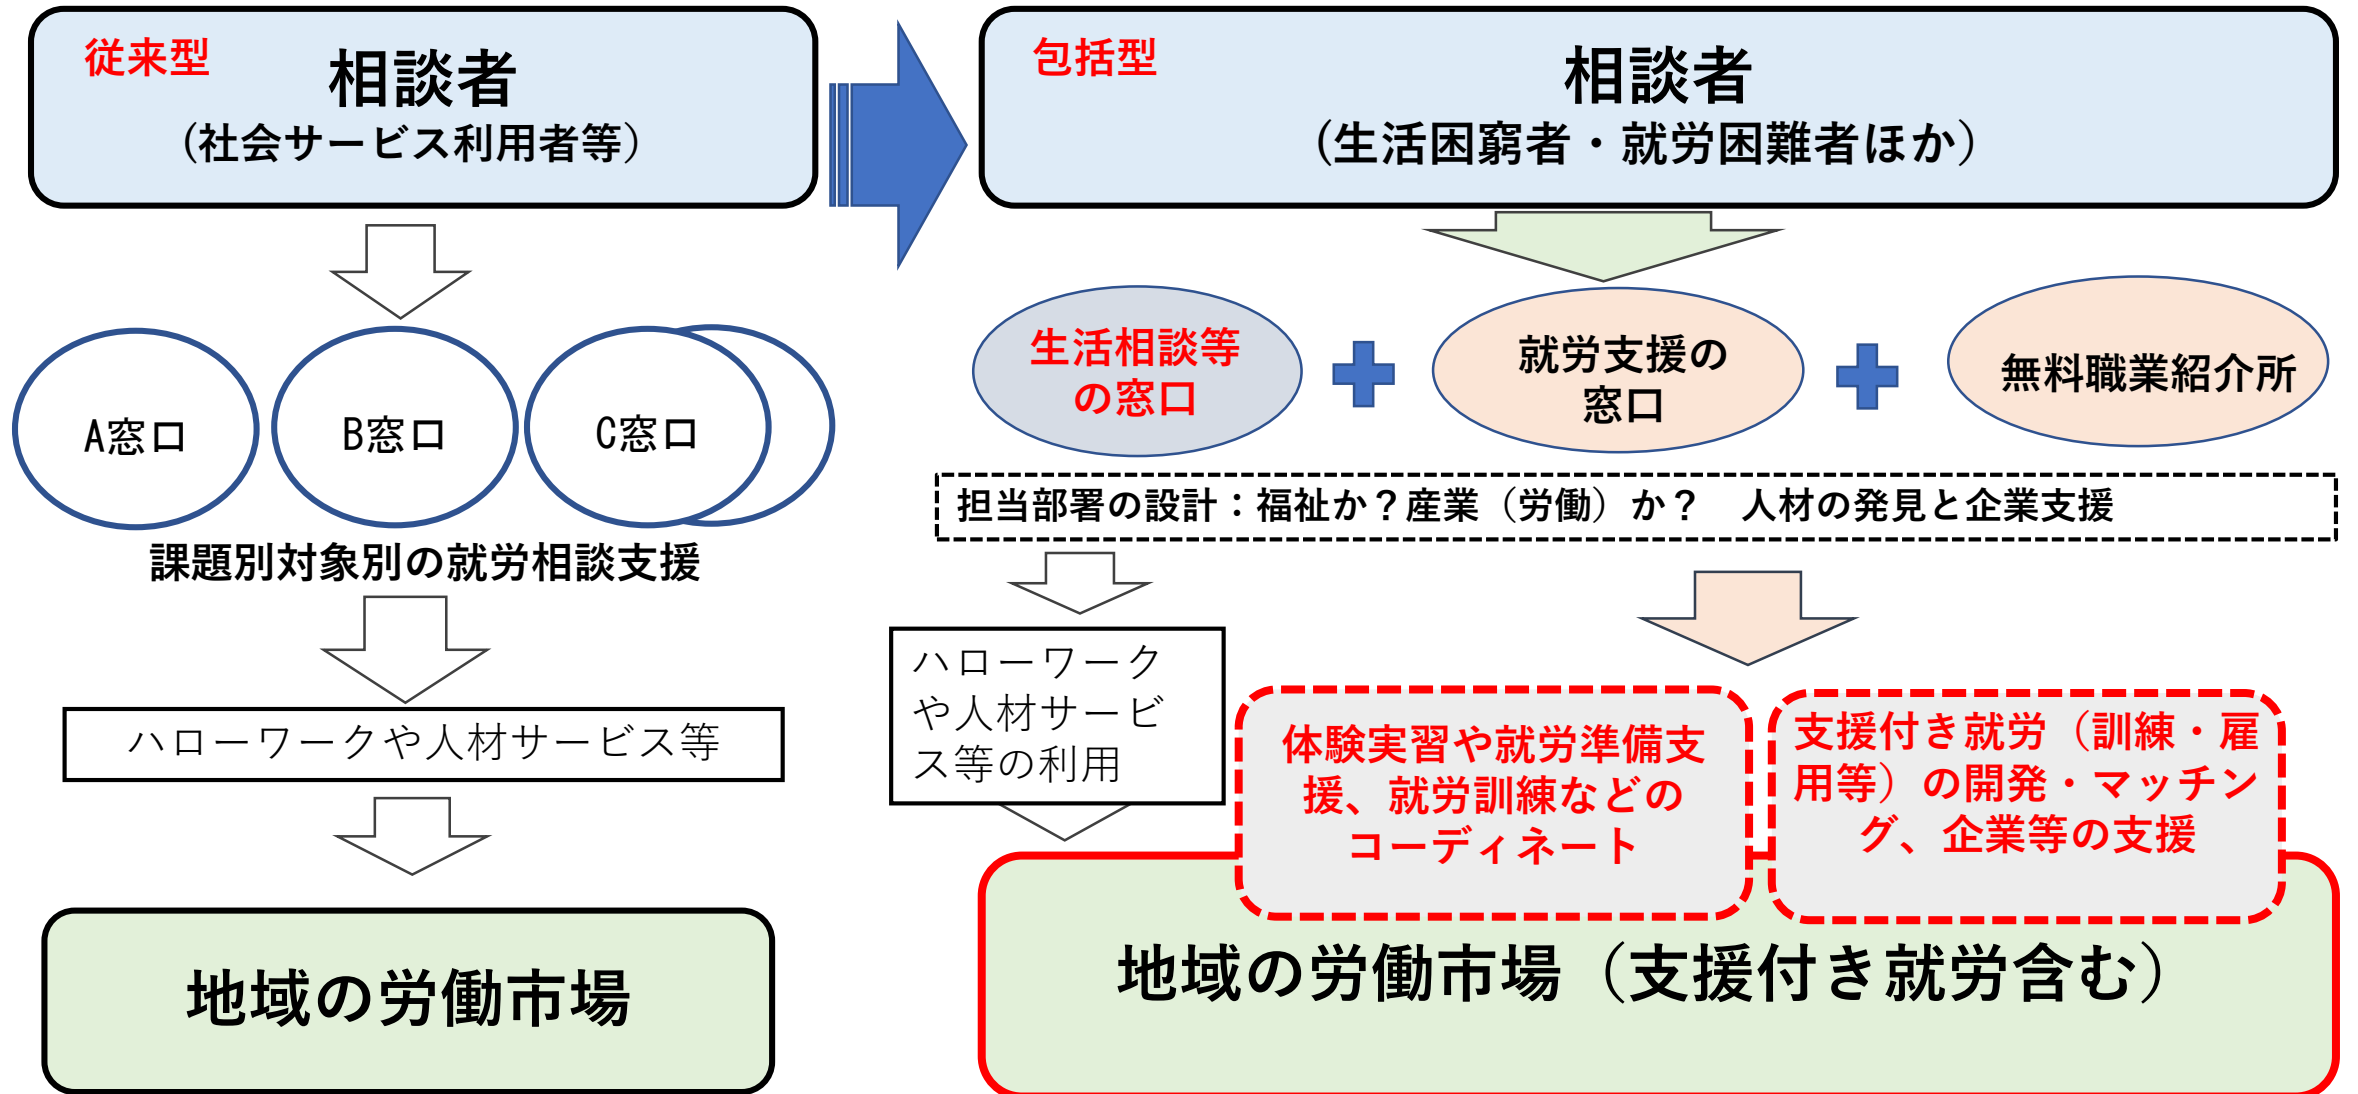 従来型
相談者
（社会サービス利用者等）
A窓口
B窓口
C窓口
課題別対象別の就労相談支援
ハローワークや人材サービス等
地域の労働市場
包括型
相談者
（生活困窮者・就労困難者ほか）
生活相談等
の窓口
就労支援の
窓口
無料職業紹介所
担当部署の設計：福祉か？産業（労働）か？　人材の発見と企業支援
ハローワーク
や人材サービ
ス等の利用
体験実習や就労準備支
援、就労訓練などの
コーディネート
支援付き就労（訓練・雇
用等）の開発・マッチン
グ、企業等の支援
地域の労働市場（支援付き就労含む）